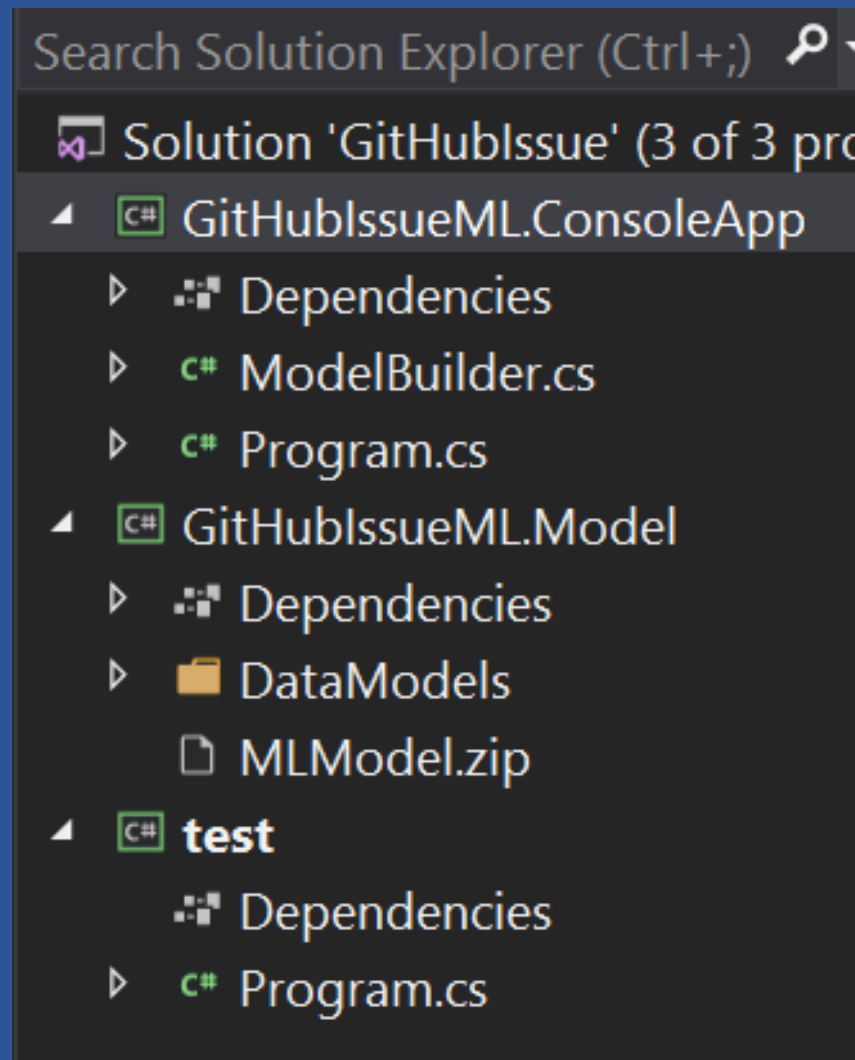 Search Solution Explorer (Ctrl+;)
Solution 'GitHubIssue' (3 of 3 pro
C# GitHubIssueML.ConsoleApp
Dependencies
C# ModelBuilder.cs
C# Program.cs
C# GitHubIssueML.Model
Dependencies
DataModels
MLModel.zip
C# test
Dependencies
C# Program.cs